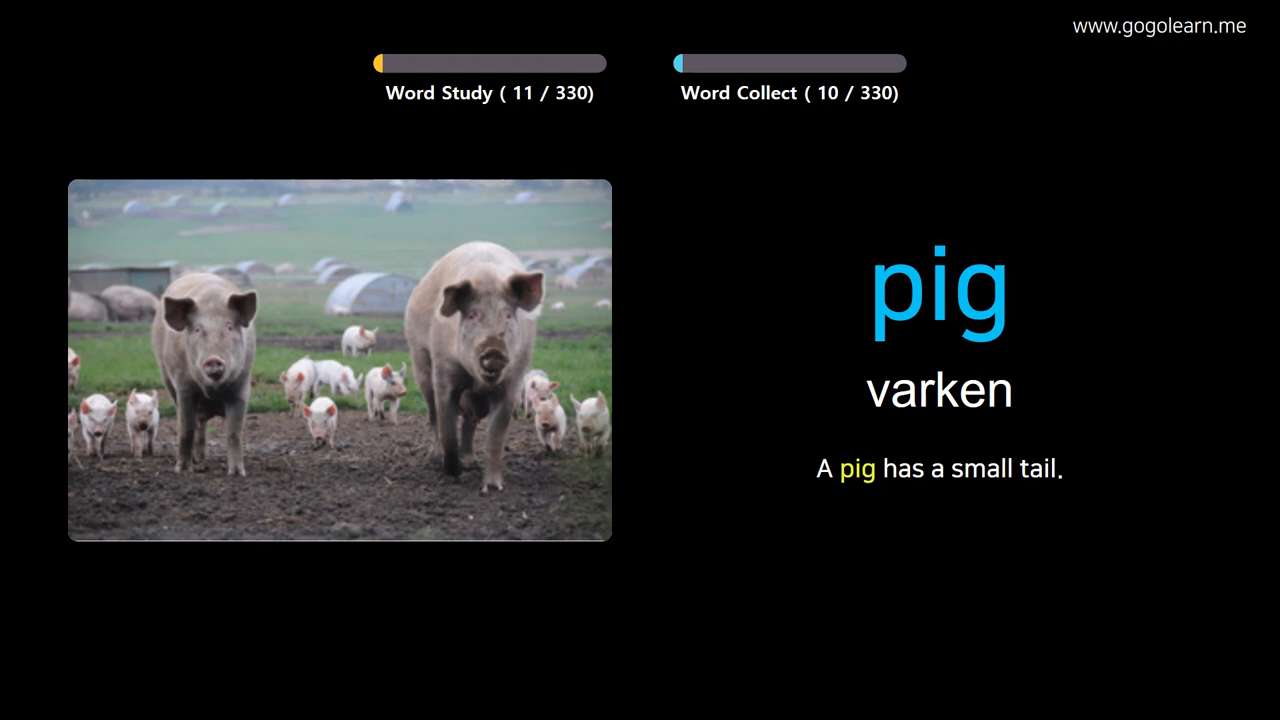 www.gogolearn.me
Word Study ( 11 / 330)
Word Collect ( 10 / 330)
pig
varken
A pig has a small tail.